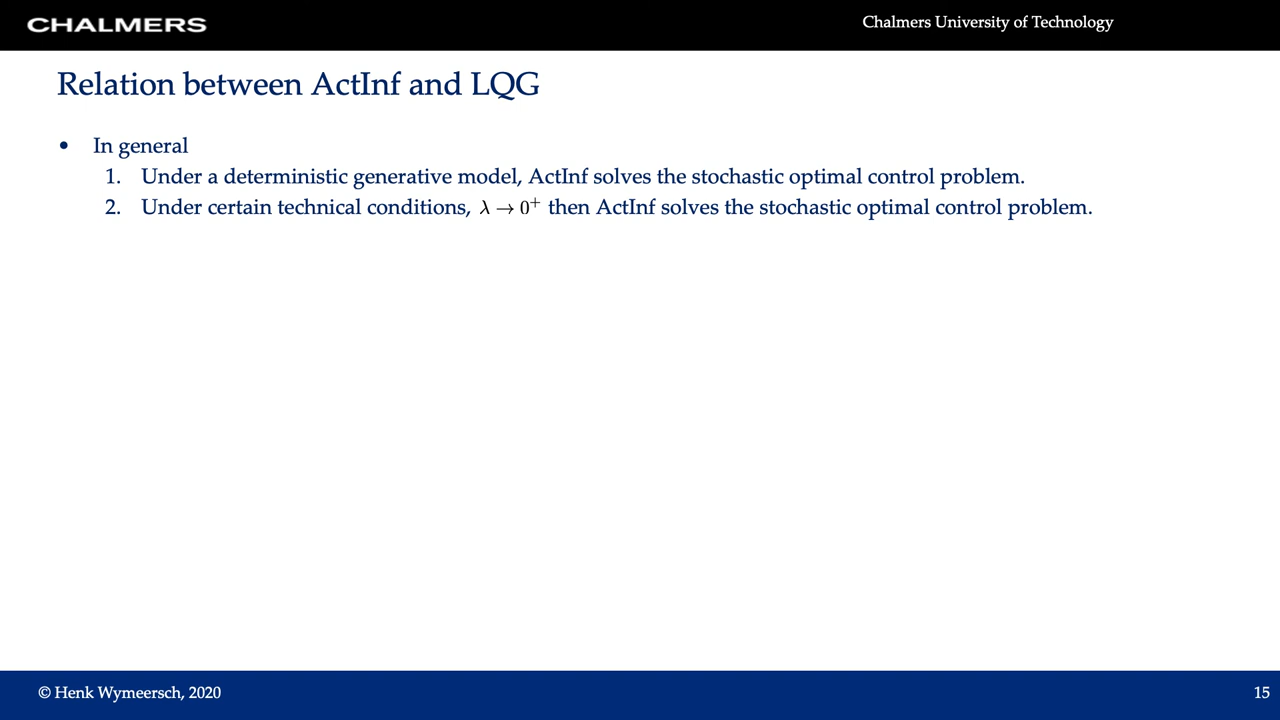 CHALMERS
Chalmers University of Technology
Relation between ActInf and LQG
• In general
1. Under a deterministic generative model, ActInf solves the stochastic optimal control problem.
2. Under certain technical conditions, λ → 0⁺ then ActInf solves the stochastic optimal control problem.
© Henk Wymeersch, 2020
15